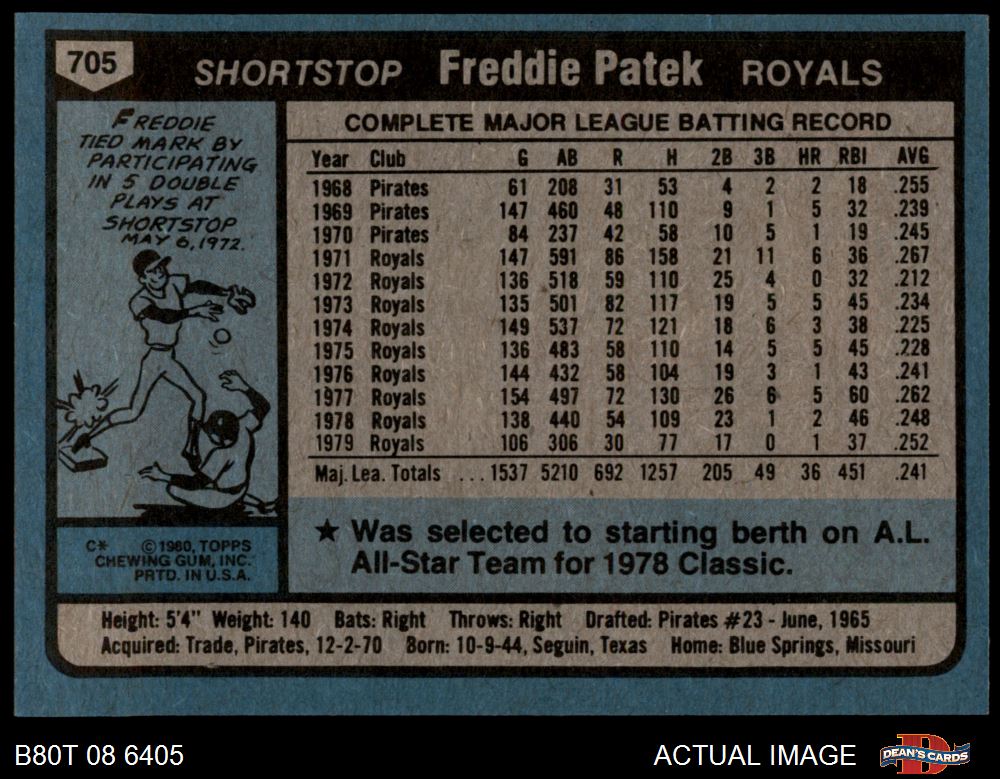 705 SHORTSTOP Freddie Patek ROYALS
FREDDIE
TIED MARK BY
PARTICIPATING
IN 5 DOUBLE
PLAYS AT
SHORTSTOP
MAY 6, 1972.
C* ©1980, TOPPS
CHEWING GUM, INC.
PRTD. IN U.S.A.
COMPLETE MAJOR LEAGUE BATTING RECORD
Year Club G AB R H 2B 3B HR RBI AVG
1968 Pirates 61 208 31 53 4 2 2 18 .255
1969 Pirates 147 460 48 110 9 1 5 32 .239
1970 Pirates 84 237 42 58 10 5 1 19 .245
1971 Royals 147 591 86 158 21 11 6 36 .267
1972 Royals 136 518 59 110 25 4 0 32 .212
1973 Royals 135 501 82 117 19 5 5 45 .234
1974 Royals 149 537 72 121 18 6 3 38 .225
1975 Royals 136 483 58 110 14 5 5 45 .228
1976 Royals 144 432 58 104 19 3 1 43 .241
1977 Royals 154 497 72 130 26 6 5 60 .262
1978 Royals 138 440 54 109 23 1 2 46 .248
1979 Royals 106 306 30 77 17 0 1 37 .252
Maj. Lea. Totals ... 1537 5210 692 1257 205 49 36 451 .241
★ Was selected to starting berth on A.L.
All-Star Team for 1978 Classic.
Height: 5'4" Weight: 140 Bats: Right Throws: Right Drafted: Pirates #23 - June, 1965
Acquired: Trade, Pirates, 12-2-70 Born: 10-9-44, Seguin, Texas Home: Blue Springs, Missouri
B80T 08 6405 ACTUAL IMAGE DEAN'S CARDS